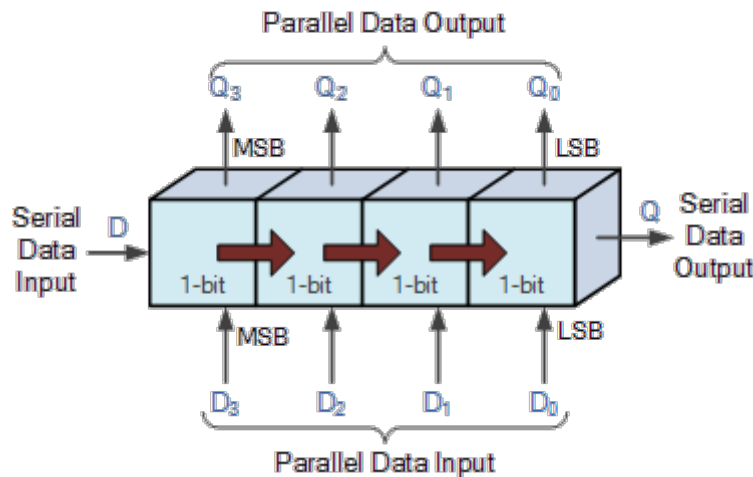 Parallel Data Output
Q₃ Q₂ Q₁ Q₀
MSB LSB
Serial Data Input
D
Q
Serial Data Output
1-bit 1-bit 1-bit 1-bit
MSB LSB
D₃ D₂ D₁ D₀
Parallel Data Input